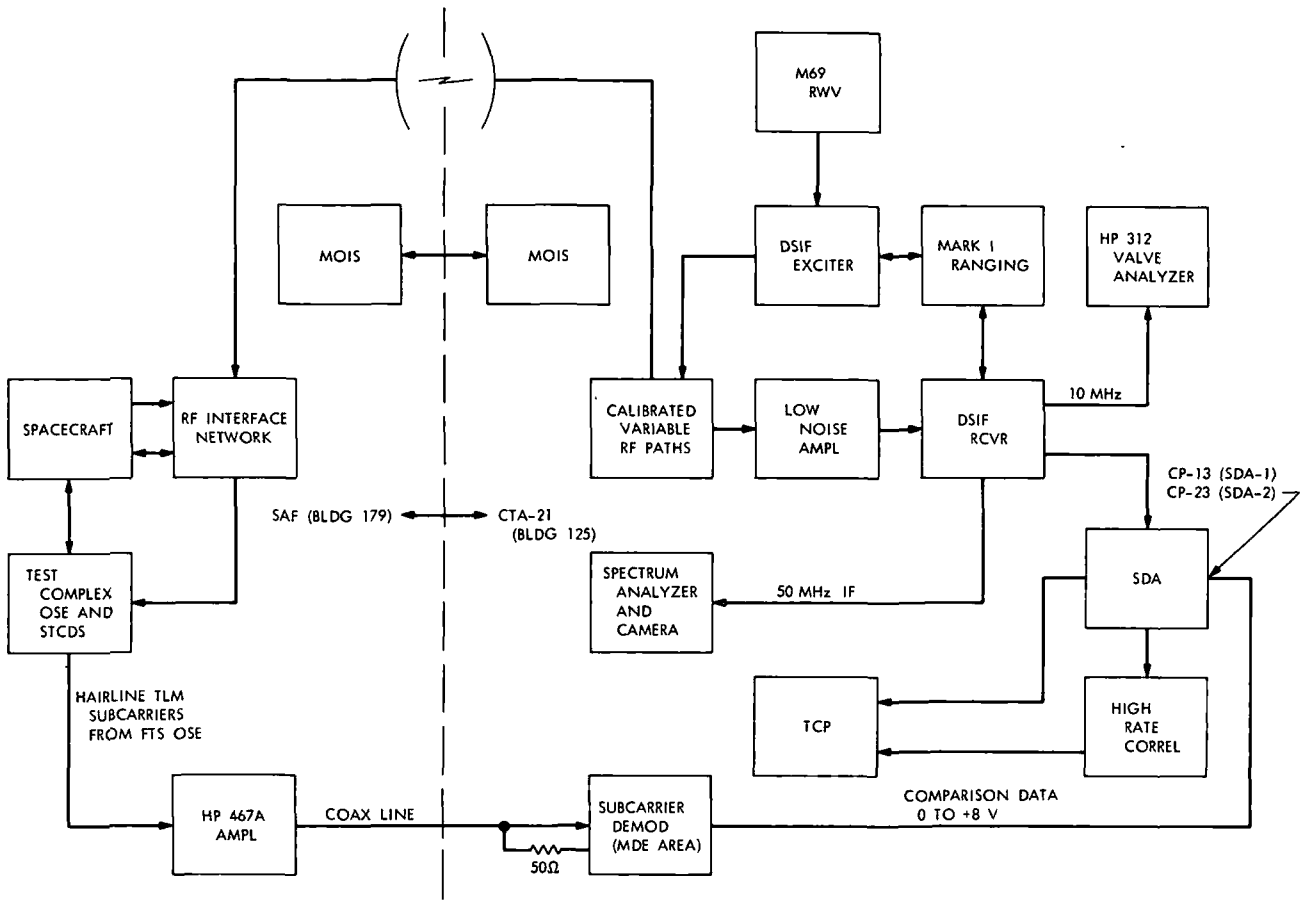 M69
RWV
MOIS
MOIS
DSIF
EXCITER
MARK I
RANGING
HP 312
VALVE
ANALYZER
SPACECRAFT
RF INTERFACE
NETWORK
CALIBRATED
VARIABLE
RF PATHS
LOW
NOISE
AMPL
DSIF
RCVR
10 MHz
CP-13 (SDA-1)
CP-23 (SDA-2)
SAF (BLDG 179)
CTA-21
(BLDG 125)
TEST
COMPLEX
OSE AND
STCDS
SPECTRUM
ANALYZER
AND
CAMERA
50 MHz IF
SDA
HAIRLINE TLM
SUBCARRIERS
FROM FTS OSE
TCP
HIGH
RATE
CORREL
HP 467A
AMPL
COAX LINE
50Ω
SUBCARRIER
DEMOD
(MDE AREA)
COMPARISON DATA
0 TO +8 V